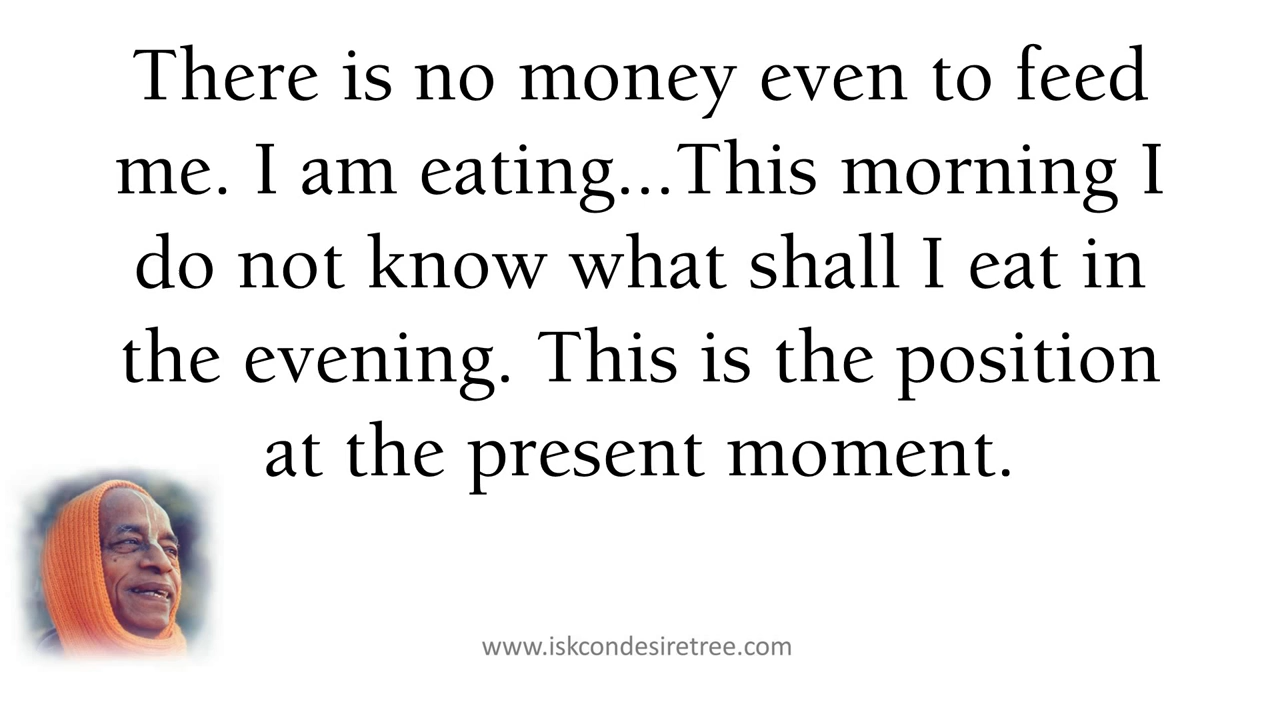 There is no money even to feed
me. I am eating...This morning I
do not know what shall I eat in
the evening. This is the position
at the present moment.
www.iskcondesiretree.com